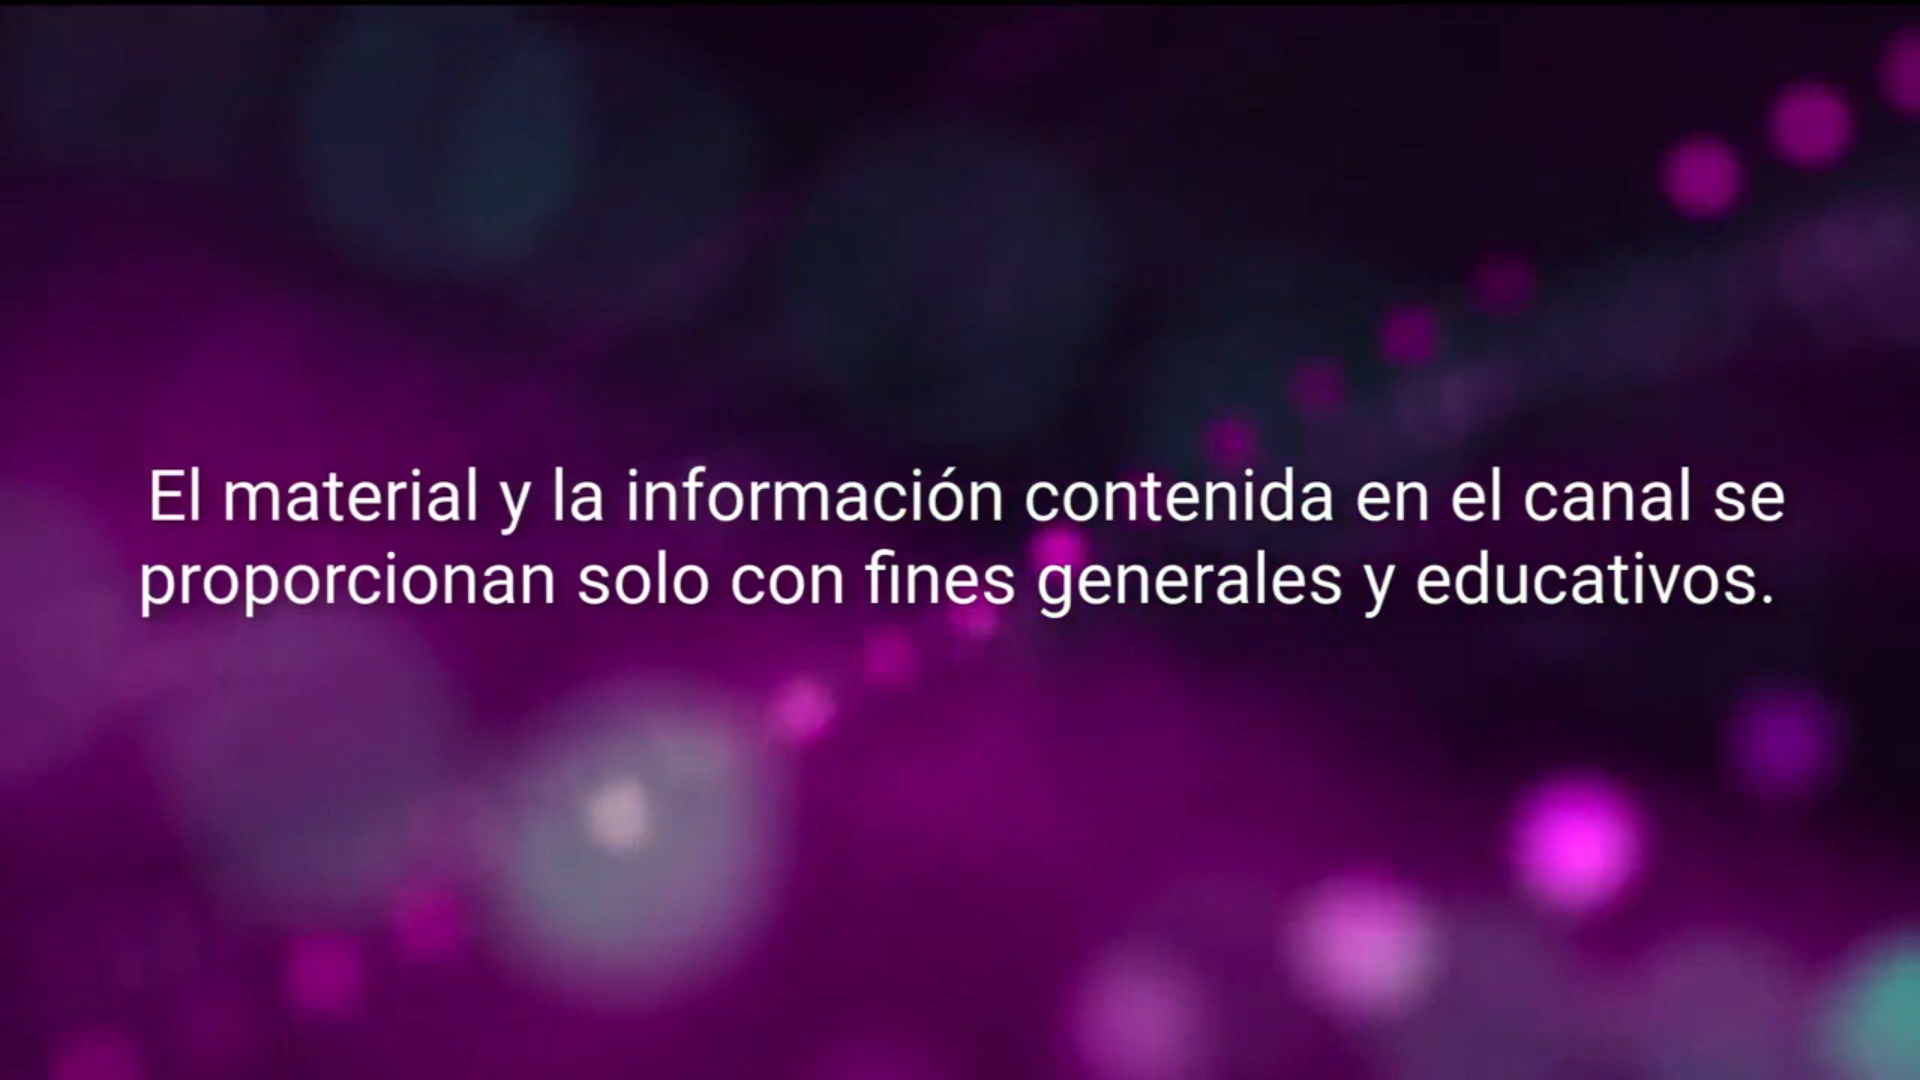 El material y la información contenida en el canal se
proporcionan solo con fines generales y educativos.